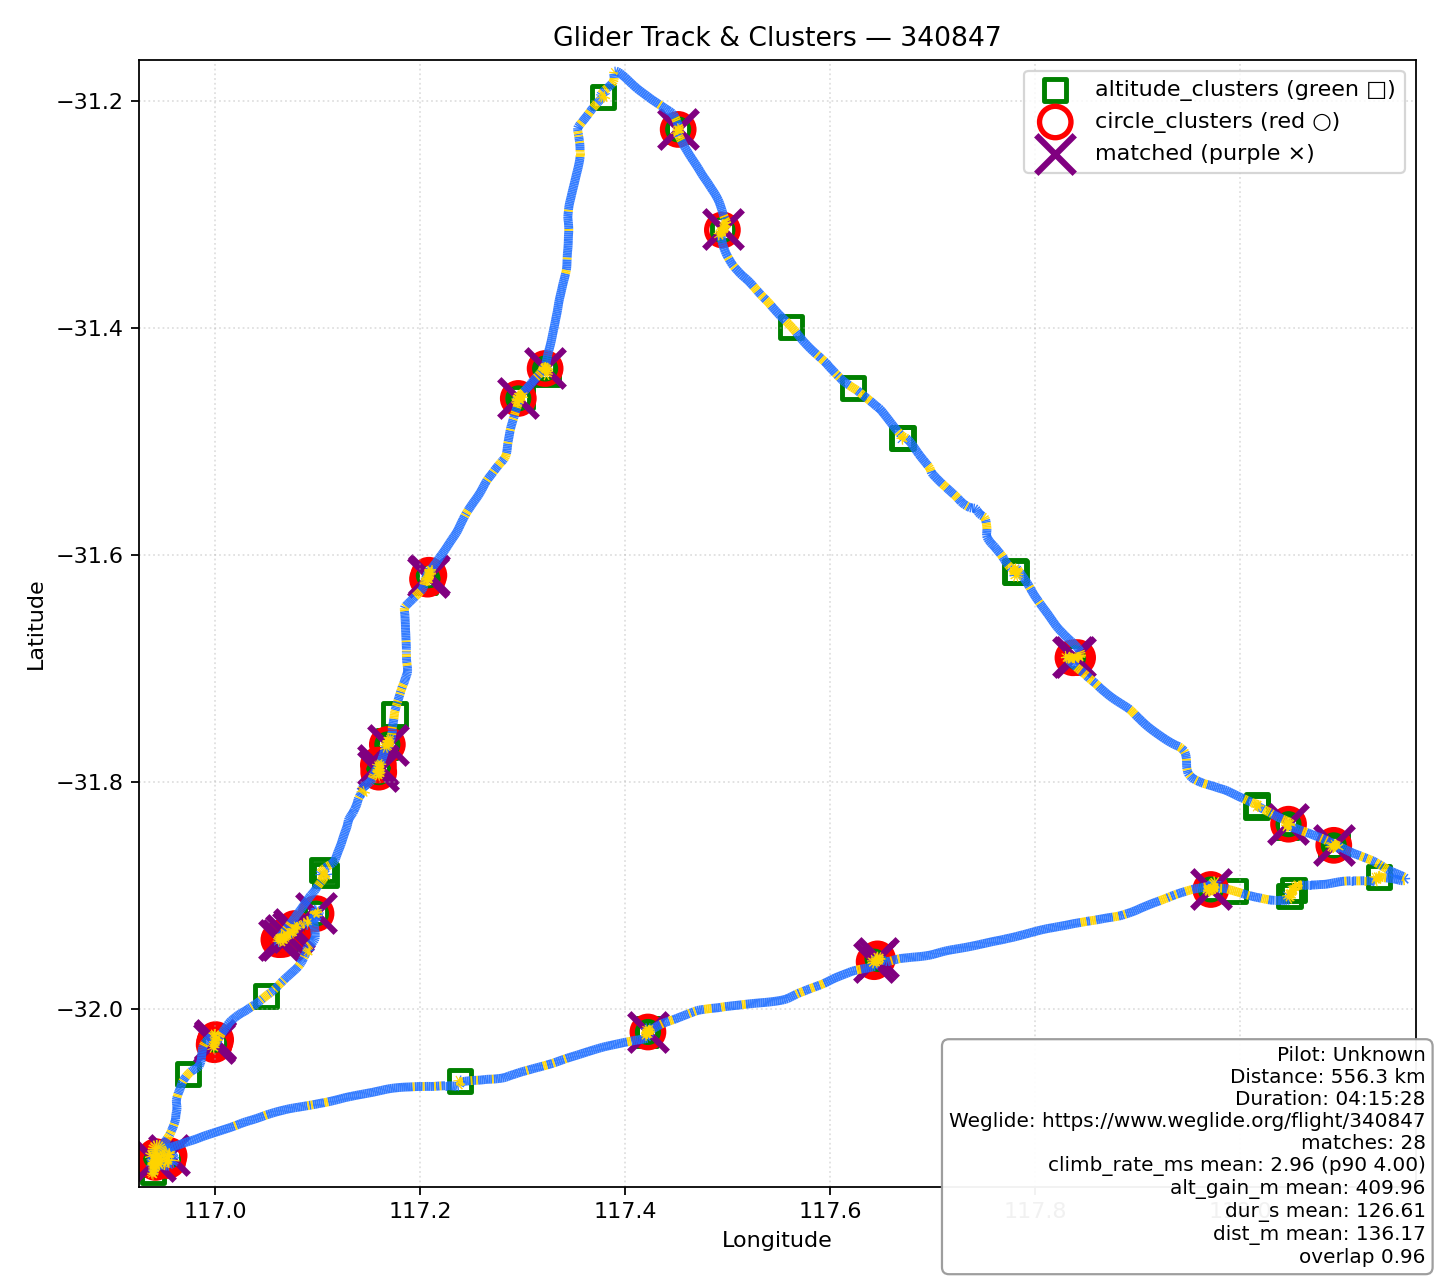 Glider Track & Clusters — 340847
altitude_clusters (green □)
circle_clusters (red ○)
matched (purple ×)
−31.2
−31.4
−31.6
−31.8
−32.0
Latitude
117.0
117.2
117.4
117.6
117.8
Longitude
Pilot: Unknown
Distance: 556.3 km
Duration: 04:15:28
Weglide: https://www.weglide.org/flight/340847
matches: 28
climb_rate_ms mean: 2.96 (p90 4.00)
alt_gain_m mean: 409.96
dur_s mean: 126.61
dist_m mean: 136.17
overlap 0.96